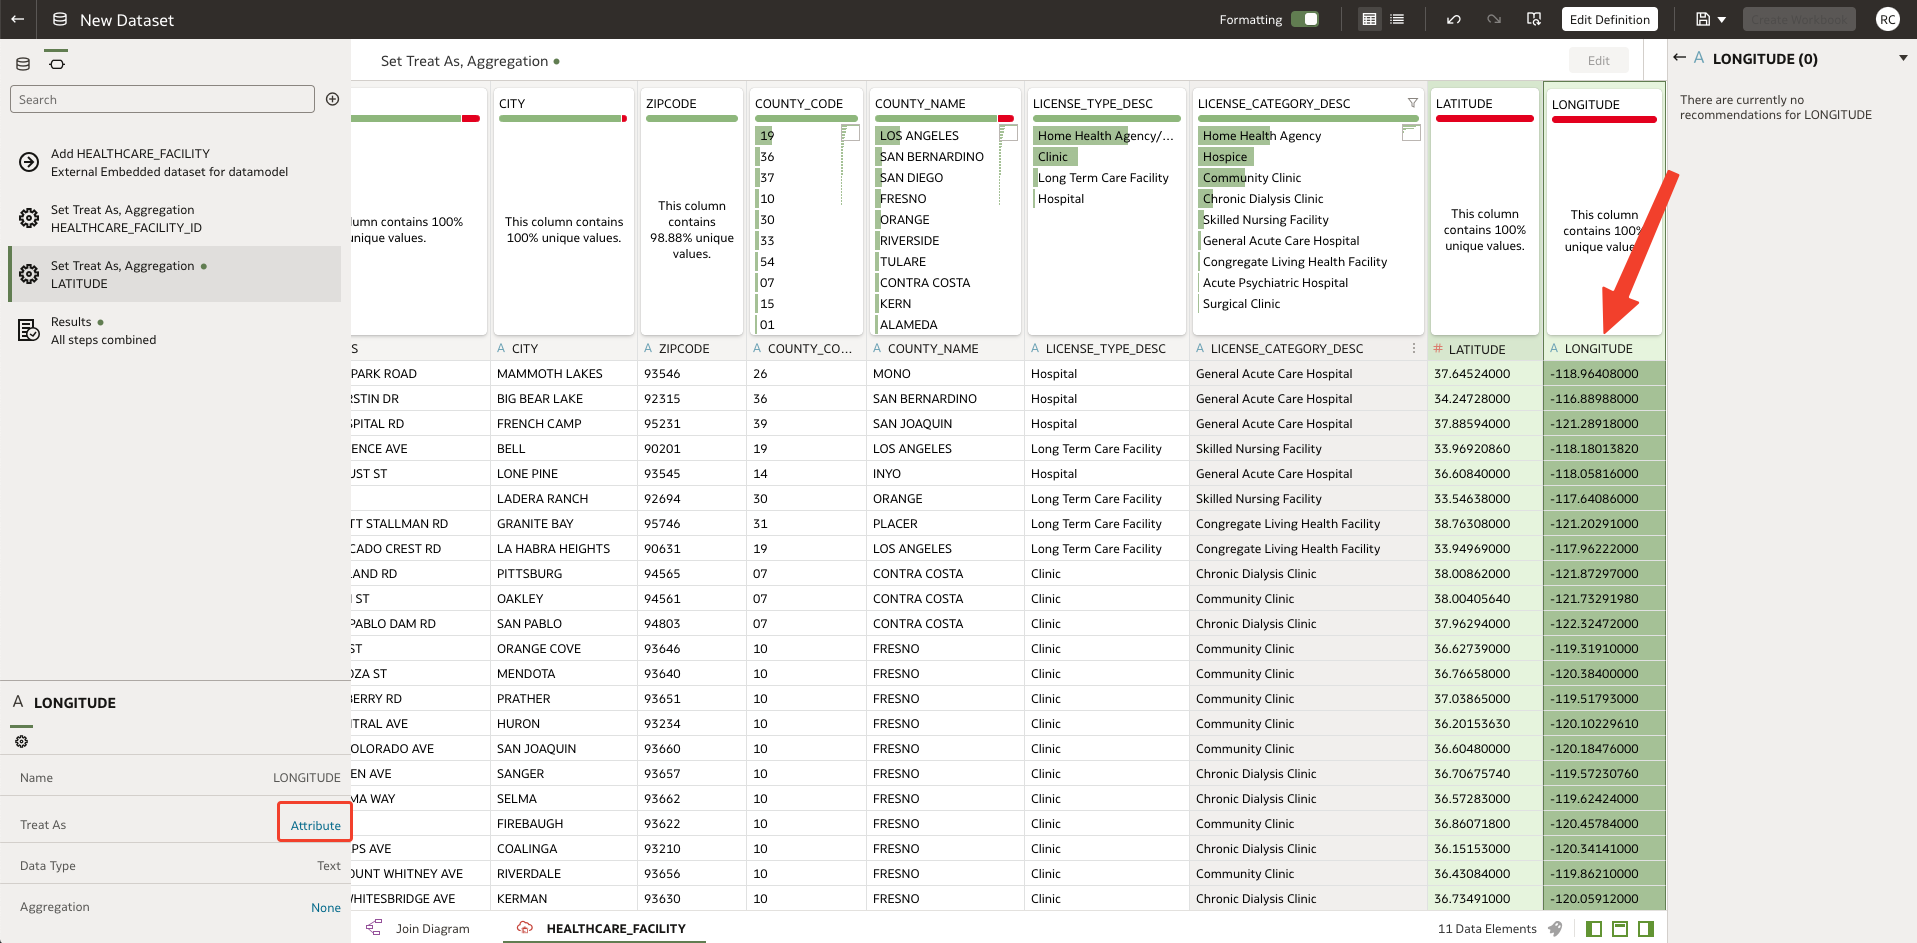 New Dataset
Formatting
Edit Definition
Create Workbook
RC
Search
Add HEALTHCARE_FACILITY
External Embedded dataset for datamodel
Set Treat As, Aggregation
HEALTHCARE_FACILITY_ID
Set Treat As, Aggregation
LATITUDE
Results
All steps combined
A LONGITUDE
Name LONGITUDE
Treat As Attribute
Data Type Text
Aggregation None
Set Treat As, Aggregation
Edit
lumn contains 100%
unique values.
CITY
This column contains
100% unique values.
ZIPCODE
This column
contains
98.88% unique
values.
COUNTY_CODE
19
36
37
10
30
33
54
07
15
01
COUNTY_NAME
LOS ANGELES
SAN BERNARDINO
SAN DIEGO
FRESNO
ORANGE
RIVERSIDE
TULARE
CONTRA COSTA
KERN
ALAMEDA
LICENSE_TYPE_DESC
Home Health Agency/...
Clinic
Long Term Care Facility
Hospital
LICENSE_CATEGORY_DESC
Home Health Agency
Hospice
Community Clinic
Chronic Dialysis Clinic
Skilled Nursing Facility
General Acute Care Hospital
Congregate Living Health Facility
Acute Psychiatric Hospital
Surgical Clinic
LATITUDE
This column
contains 100%
unique values.
LONGITUDE
This column
contains 100%
unique values.
S A CITY A ZIPCODE A COUNTY_CO... A COUNTY_NAME A LICENSE_TYPE_DESC A LICENSE_CATEGORY_DESC # LATITUDE A LONGITUDE
PARK ROAD MAMMOTH LAKES 93546 26 MONO Hospital General Acute Care Hospital 37.64524000 -118.96408000
RSTIN DR BIG BEAR LAKE 92315 36 SAN BERNARDINO Hospital General Acute Care Hospital 34.24728000 -116.88988000
SPITAL RD FRENCH CAMP 95231 39 SAN JOAQUIN Hospital General Acute Care Hospital 37.88594000 -121.28918000
ENCE AVE BELL 90201 19 LOS ANGELES Long Term Care Facility Skilled Nursing Facility 33.96920860 -118.18013820
UST ST LONE PINE 93545 14 INYO Hospital General Acute Care Hospital 36.60840000 -118.05816000
LADERA RANCH 92694 30 ORANGE Long Term Care Facility Skilled Nursing Facility 33.54638000 -117.64086000
TT STALLMAN RD GRANITE BAY 95746 31 PLACER Long Term Care Facility Congregate Living Health Facility 38.76308000 -121.20291000
CADO CREST RD LA HABRA HEIGHTS 90631 19 LOS ANGELES Long Term Care Facility Congregate Living Health Facility 33.94969000 -117.96222000
LAND RD PITTSBURG 94565 07 CONTRA COSTA Clinic Chronic Dialysis Clinic 38.00862000 -121.87297000
ST OAKLEY 94561 07 CONTRA COSTA Clinic Community Clinic 38.00405640 -121.73291980
PABLO DAM RD SAN PABLO 94803 07 CONTRA COSTA Clinic Chronic Dialysis Clinic 37.96294000 -122.32472000
ST ORANGE COVE 93646 10 FRESNO Clinic Community Clinic 36.62739000 -119.31910000
OZA ST MENDOTA 93640 10 FRESNO Clinic Community Clinic 36.76658000 -120.38400000
BERRY RD PRATHER 93651 10 FRESNO Clinic Community Clinic 37.03865000 -119.51793000
NTRAL AVE HURON 93234 10 FRESNO Clinic Community Clinic 36.20153630 -120.10229610
OLORADO AVE SAN JOAQUIN 93660 10 FRESNO Clinic Community Clinic 36.60480000 -120.18476000
EN AVE SANGER 93657 10 FRESNO Clinic Chronic Dialysis Clinic 36.70675740 -119.57230760
MA WAY SELMA 93662 10 FRESNO Clinic Chronic Dialysis Clinic 36.57283000 -119.62424000
FIREBAUGH 93622 10 FRESNO Clinic Community Clinic 36.86071800 -120.45784000
PS AVE COALINGA 93210 10 FRESNO Clinic Chronic Dialysis Clinic 36.15153000 -120.34141000
OUNT WHITNEY AVE RIVERDALE 93656 10 FRESNO Clinic Community Clinic 36.43084000 -119.86210000
WHITESBRIDGE AVE KERMAN 93630 10 FRESNO Clinic Chronic Dialysis Clinic 36.73491000 -120.05912000
Join Diagram
HEALTHCARE_FACILITY
11 Data Elements
A LONGITUDE (0)
There are currently no
recommendations for LONGITUDE